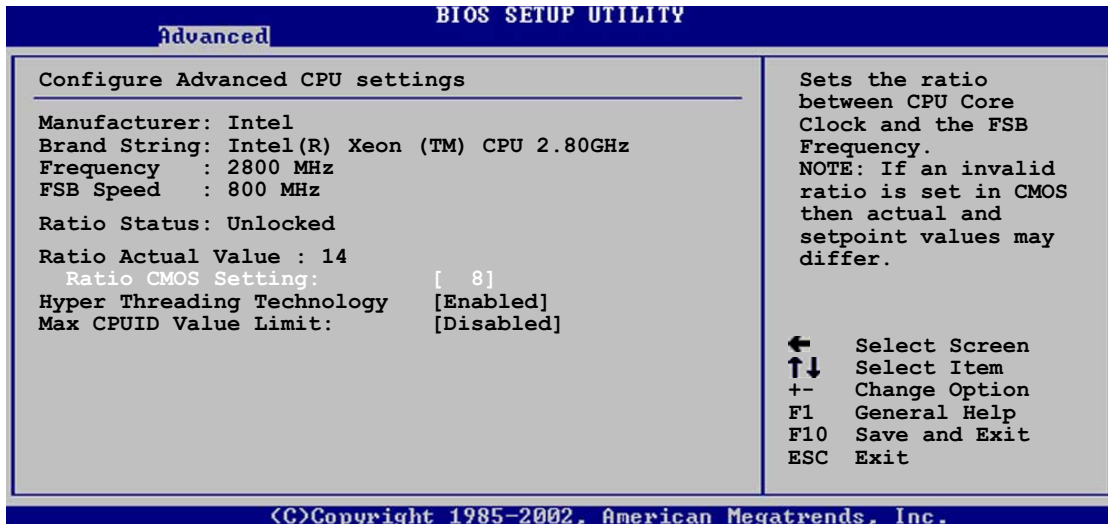 BIOS SETUP UTILITY
Advanced
Configure Advanced CPU settings
Manufacturer: Intel
Brand String: Intel(R) Xeon (TM) CPU 2.80GHz
Frequency : 2800 MHz
FSB Speed : 800 MHz
Ratio Status: Unlocked
Ratio Actual Value : 14
Ratio CMOS Setting: [ 8]
Hyper Threading Technology [Enabled]
Max CPUID Value Limit: [Disabled]
Sets the ratio
between CPU Core
Clock and the FSB
Frequency.
NOTE: If an invalid
ratio is set in CMOS
then actual and
setpoint values may
differ.
← Select Screen
↑↓ Select Item
+- Change Option
F1 General Help
F10 Save and Exit
ESC Exit
(C)Copyright 1985-2002, American Megatrends, Inc.